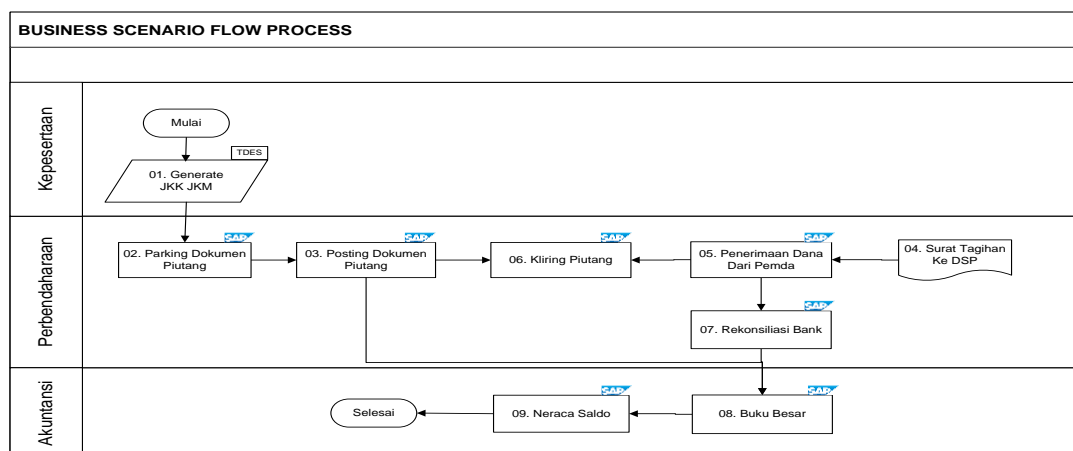 BUSINESS SCENARIO FLOW PROCESS
Kepesertaan
Mulai
TDES
01. Generate
JKK JKM
Perbendaharaan
SAP
02. Parking Dokumen
Piutang
SAP
03. Posting Dokumen
Piutang
SAP
06. Kliring Piutang
SAP
05. Penerimaan Dana
Dari Pemda
04. Surat Tagihan
Ke DSP
SAP
07. Rekonsiliasi Bank
Akuntansi
Selesai
SAP
09. Neraca Saldo
SAP
08. Buku Besar